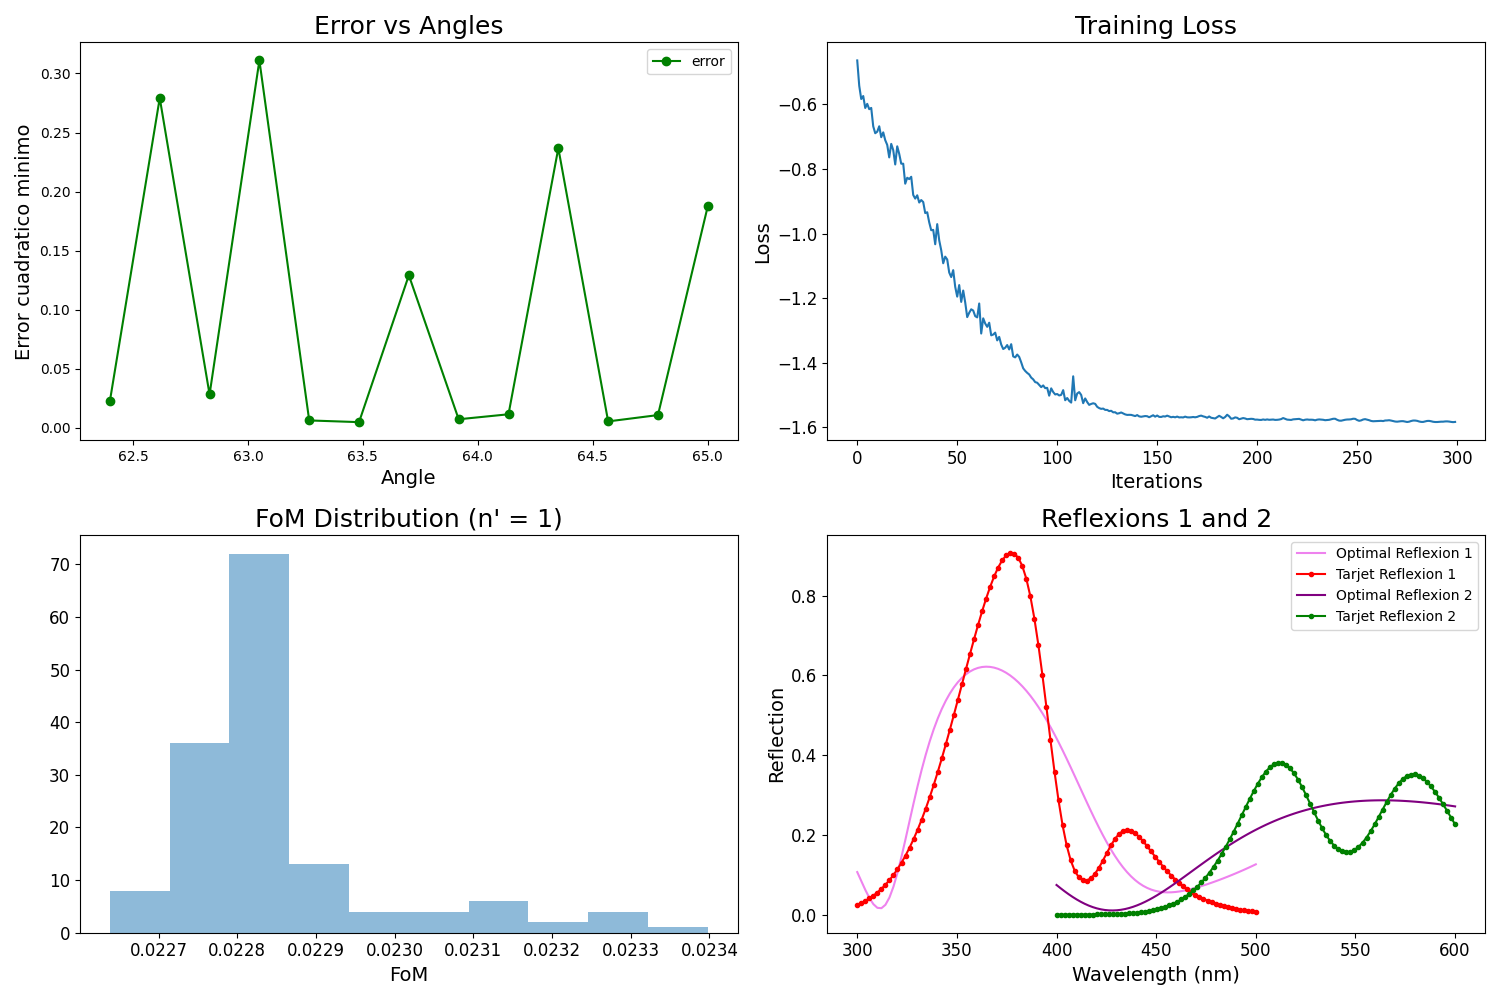 Error vs Angles
error
Error cuadratico minimo
0.30
0.25
0.20
0.15
0.10
0.05
0.00
62.5 63.0 63.5 64.0 64.5 65.0
Angle
Training Loss
Loss
−0.6
−0.8
−1.0
−1.2
−1.4
−1.6
0 50 100 150 200 250 300
Iterations
FoM Distribution (n' = 1)
70
60
50
40
30
20
10
0
0.0227 0.0228 0.0229 0.0230 0.0231 0.0232 0.0233 0.0234
FoM
Reflexions 1 and 2
Optimal Reflexion 1
Tarjet Reflexion 1
Optimal Reflexion 2
Tarjet Reflexion 2
Reflection
0.8
0.6
0.4
0.2
0.0
300 350 400 450 500 550 600
Wavelength (nm)